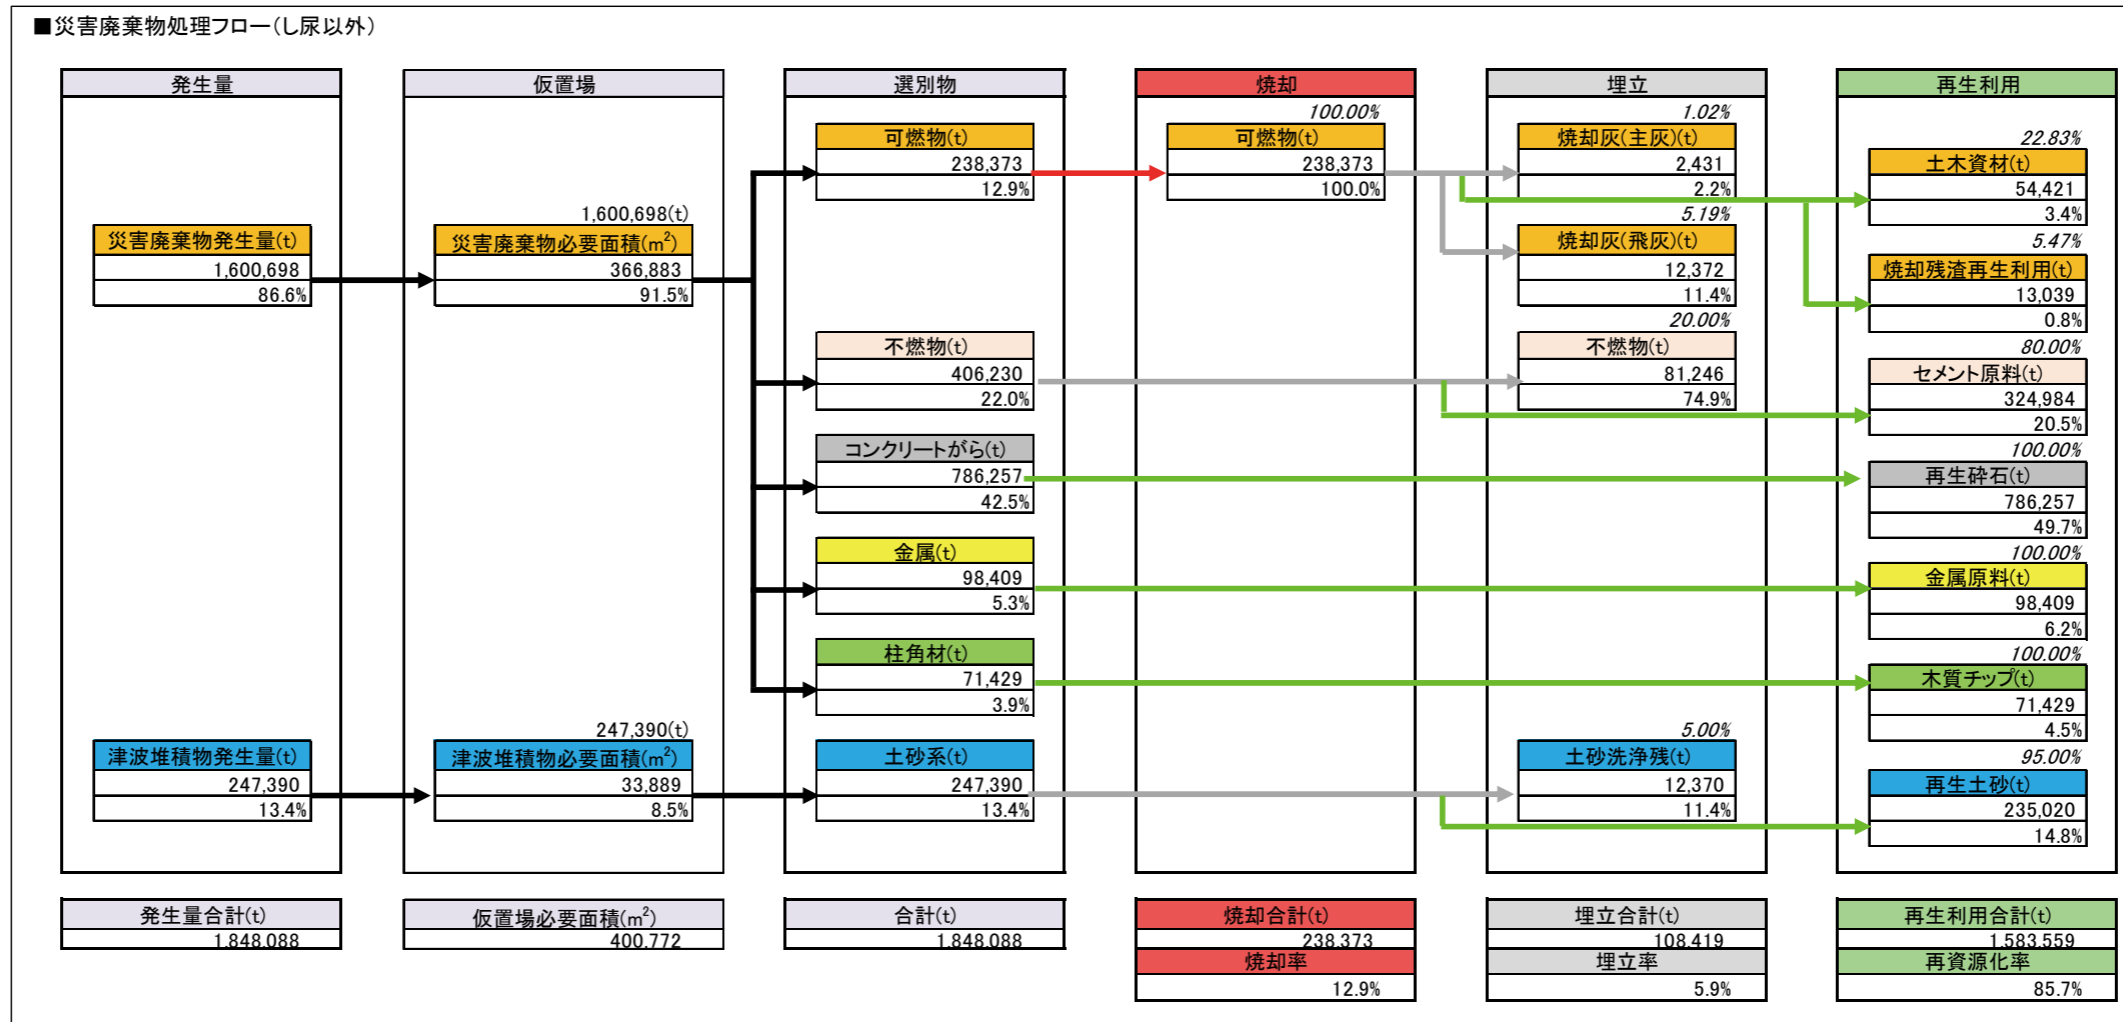 ■災害廃棄物処理フロー(し尿以外)
発生量
災害廃棄物発生量(t)
1,600,698
86.6%
津波堆積物発生量(t)
247,390
13.4%
発生量合計(t)
1,848,088
仮置場
1,600,698(t)
災害廃棄物必要面積(m²)
366,883
91.5%
247,390(t)
津波堆積物必要面積(m²)
33,889
8.5%
仮置場必要面積(m²)
400,772
選別物
可燃物(t)
238,373
12.9%
不燃物(t)
406,230
22.0%
コンクリートがら(t)
786,257
42.5%
金属(t)
98,409
5.3%
柱角材(t)
71,429
3.9%
土砂系(t)
247,390
13.4%
合計(t)
1,848,088
焼却
100.00%
可燃物(t)
238,373
100.0%
焼却合計(t)
238,373
焼却率
12.9%
埋立
1.02%
焼却灰(主灰)(t)
2,431
2.2%
5.19%
焼却灰(飛灰)(t)
12,372
11.4%
20.00%
不燃物(t)
81,246
74.9%
5.00%
土砂洗浄残(t)
12,370
11.4%
埋立合計(t)
108,419
埋立率
5.9%
再生利用
22.83%
土木資材(t)
54,421
3.4%
5.47%
焼却残渣再生利用(t)
13,039
0.8%
80.00%
セメント原料(t)
324,984
20.5%
100.00%
再生砕石(t)
786,257
49.7%
100.00%
金属原料(t)
98,409
6.2%
100.00%
木質チップ(t)
71,429
4.5%
95.00%
再生土砂(t)
235,020
14.8%
再生利用合計(t)
1,583,559
再資源化率
85.7%